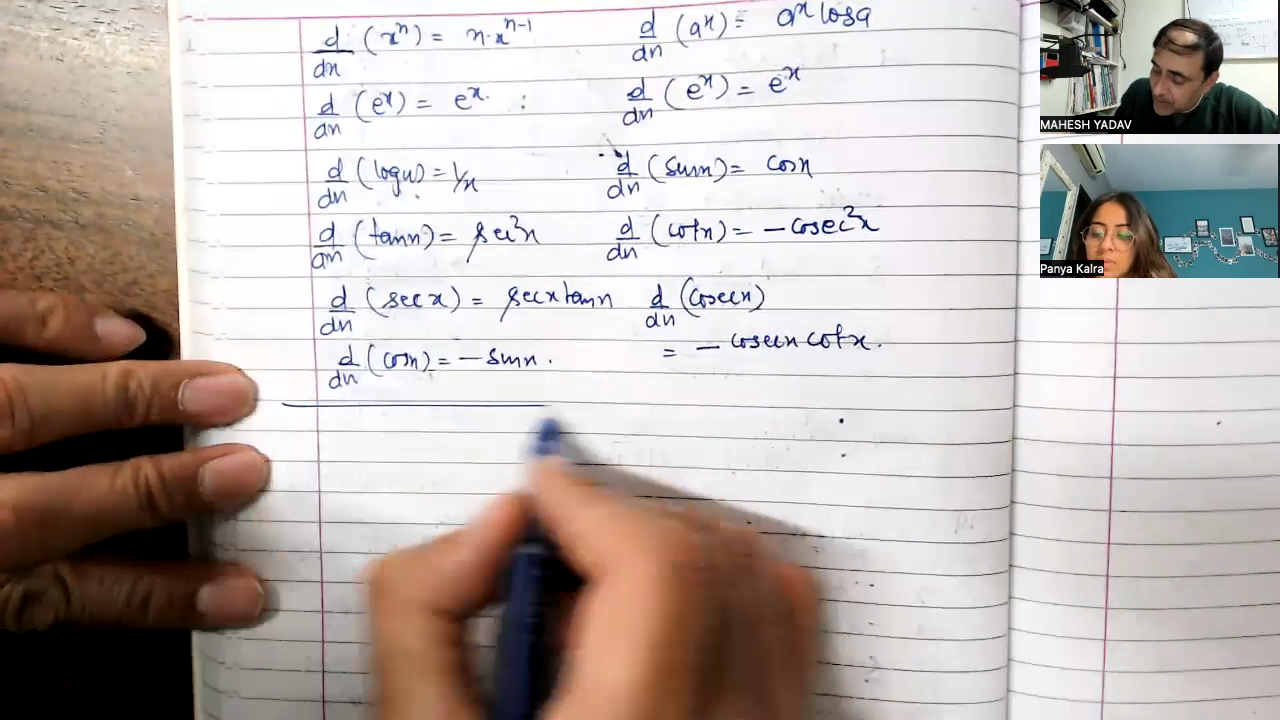 d/dx (xⁿ) = n·xⁿ⁻¹ d/dx (aˣ) = aˣ log a
d/dx (eˣ) = eˣ. : d/dx (eˣ) = eˣ
d/dx (log x) = 1/x d/dx (sin x) = cos x
d/dx (tan x) = sec²x d/dx (cot x) = - cosec²x
d/dx (sec x) = sec x tan x d/dx (cosec x)
= - cosec x cot x.
d/dx (cos x) = - sin x.
MAHESH YADAV
Panya Kalra